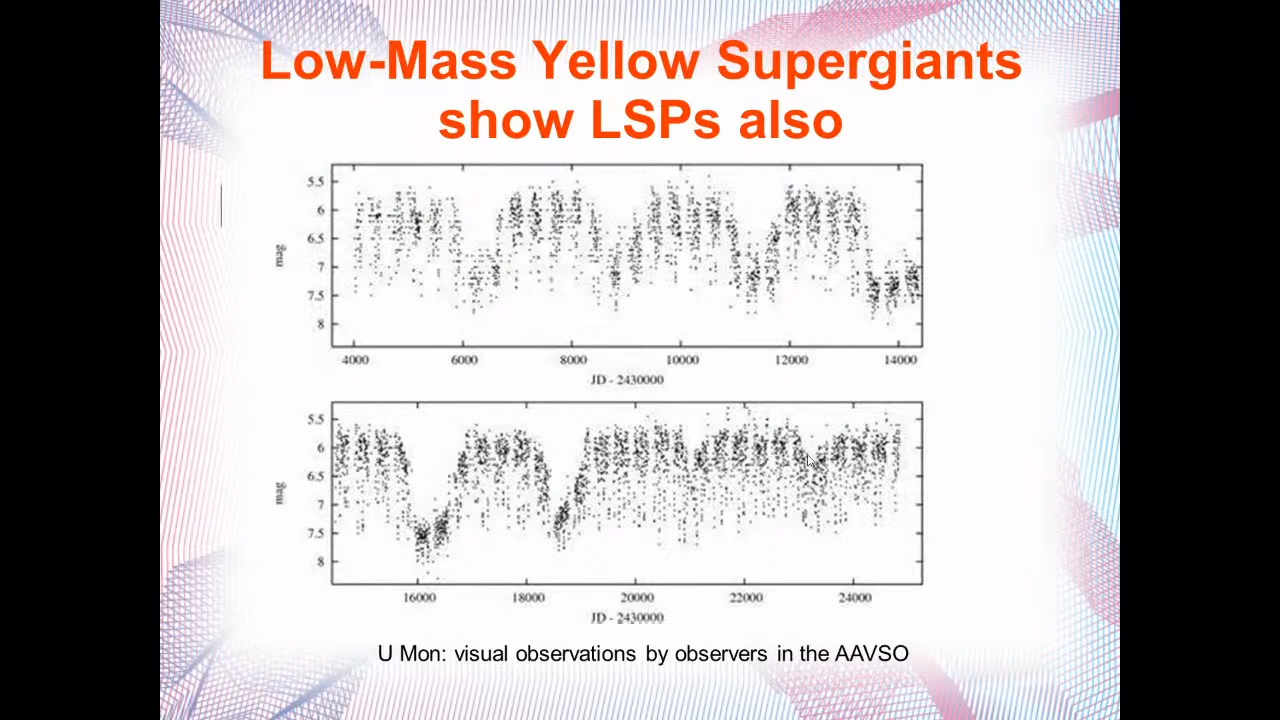 Low-Mass Yellow Supergiants
show LSPs also
5.5
6
6.5
7
7.5
8
mag
4000 6000 8000 10000 12000 14000
JD - 2430000
5.5
6
6.5
7
7.5
8
mag
16000 18000 20000 22000 24000
JD - 2430000
U Mon: visual observations by observers in the AAVSO